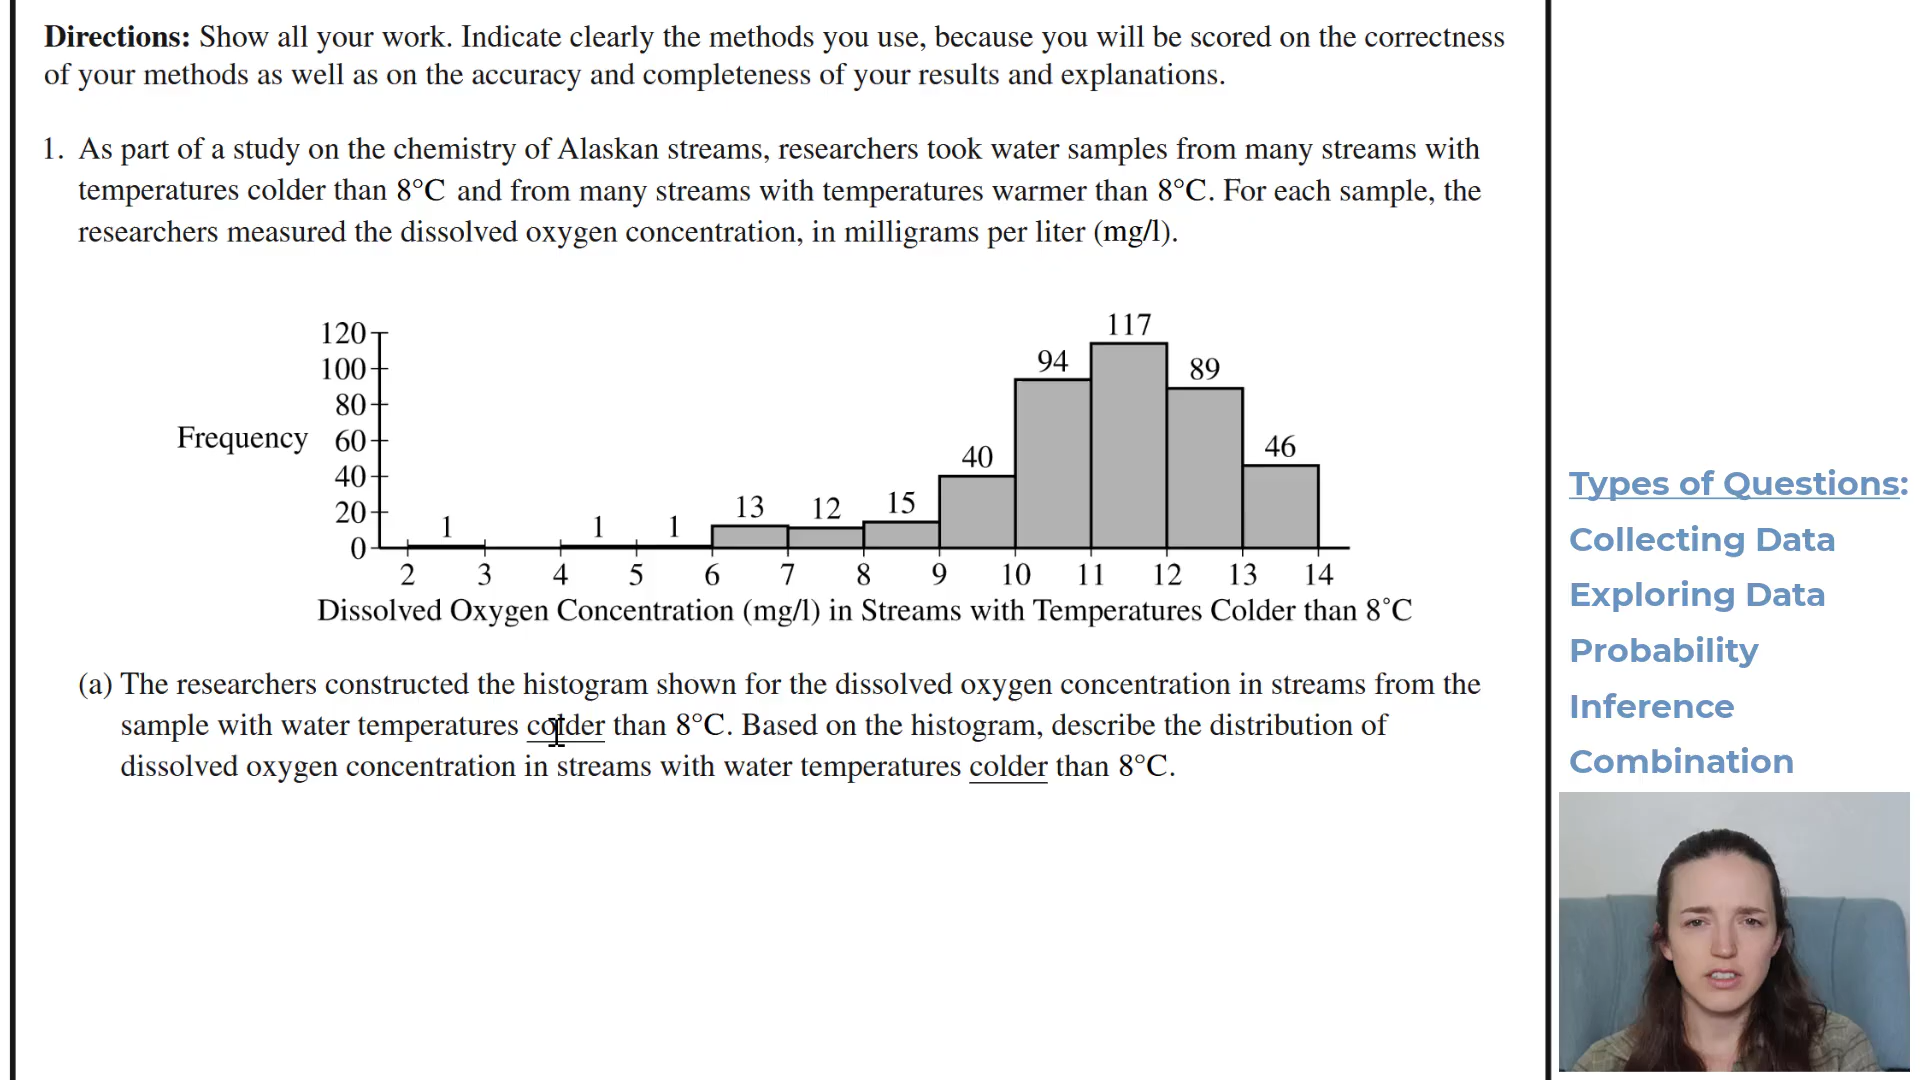 Directions: Show all your work. Indicate clearly the methods you use, because you will be scored on the correctness
of your methods as well as on the accuracy and completeness of your results and explanations.
1. As part of a study on the chemistry of Alaskan streams, researchers took water samples from many streams with
temperatures colder than 8°C and from many streams with temperatures warmer than 8°C. For each sample, the
researchers measured the dissolved oxygen concentration, in milligrams per liter (mg/l).
Frequency
120
100
80
60
40
20
0
1 1 1 13 12 15 40 94 117 89 46
2 3 4 5 6 7 8 9 10 11 12 13 14
Dissolved Oxygen Concentration (mg/l) in Streams with Temperatures Colder than 8°C
(a) The researchers constructed the histogram shown for the dissolved oxygen concentration in streams from the
sample with water temperatures colder than 8°C. Based on the histogram, describe the distribution of
dissolved oxygen concentration in streams with water temperatures colder than 8°C.
Types of Questions:
Collecting Data
Exploring Data
Probability
Inference
Combination